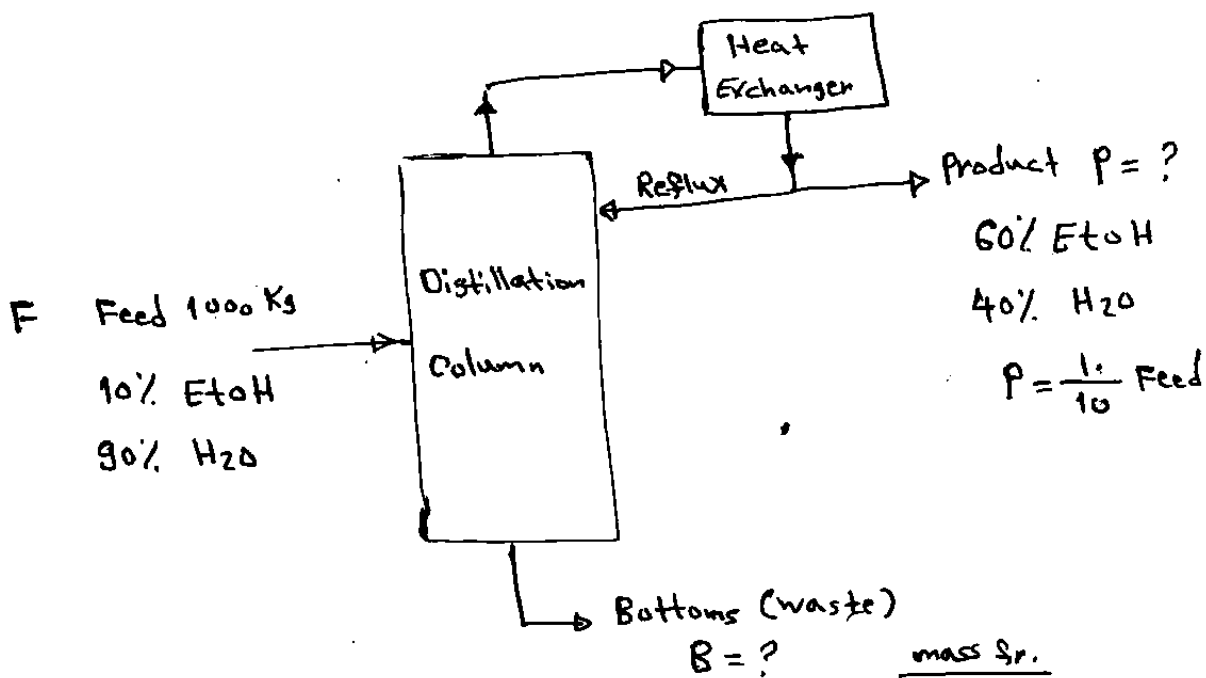 Heat
Exchanger
Reflux
Product P = ?
60% EtoH
40% H2O
P = 1/10 Feed
Distillation
Column
F Feed 1000 Kg
10% EtoH
90% H2O
Bottoms (waste)
B = ?
mass fr.